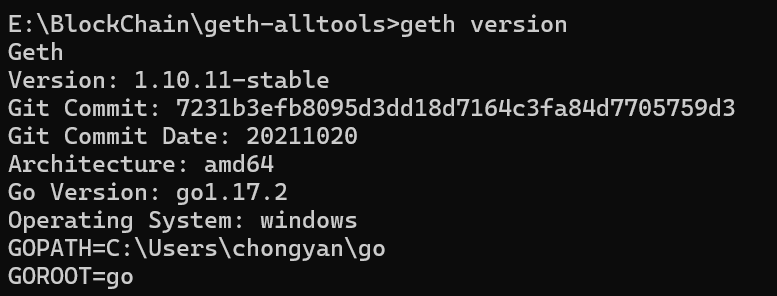 E:\BlockChain\geth-alltools>geth version
Geth
Version: 1.10.11-stable
Git Commit: 7231b3efb8095d3dd18d7164c3fa84d7705759d3
Git Commit Date: 20211020
Architecture: amd64
Go Version: go1.17.2
Operating System: windows
GOPATH=C:\Users\chongyan\go
GOROOT=go